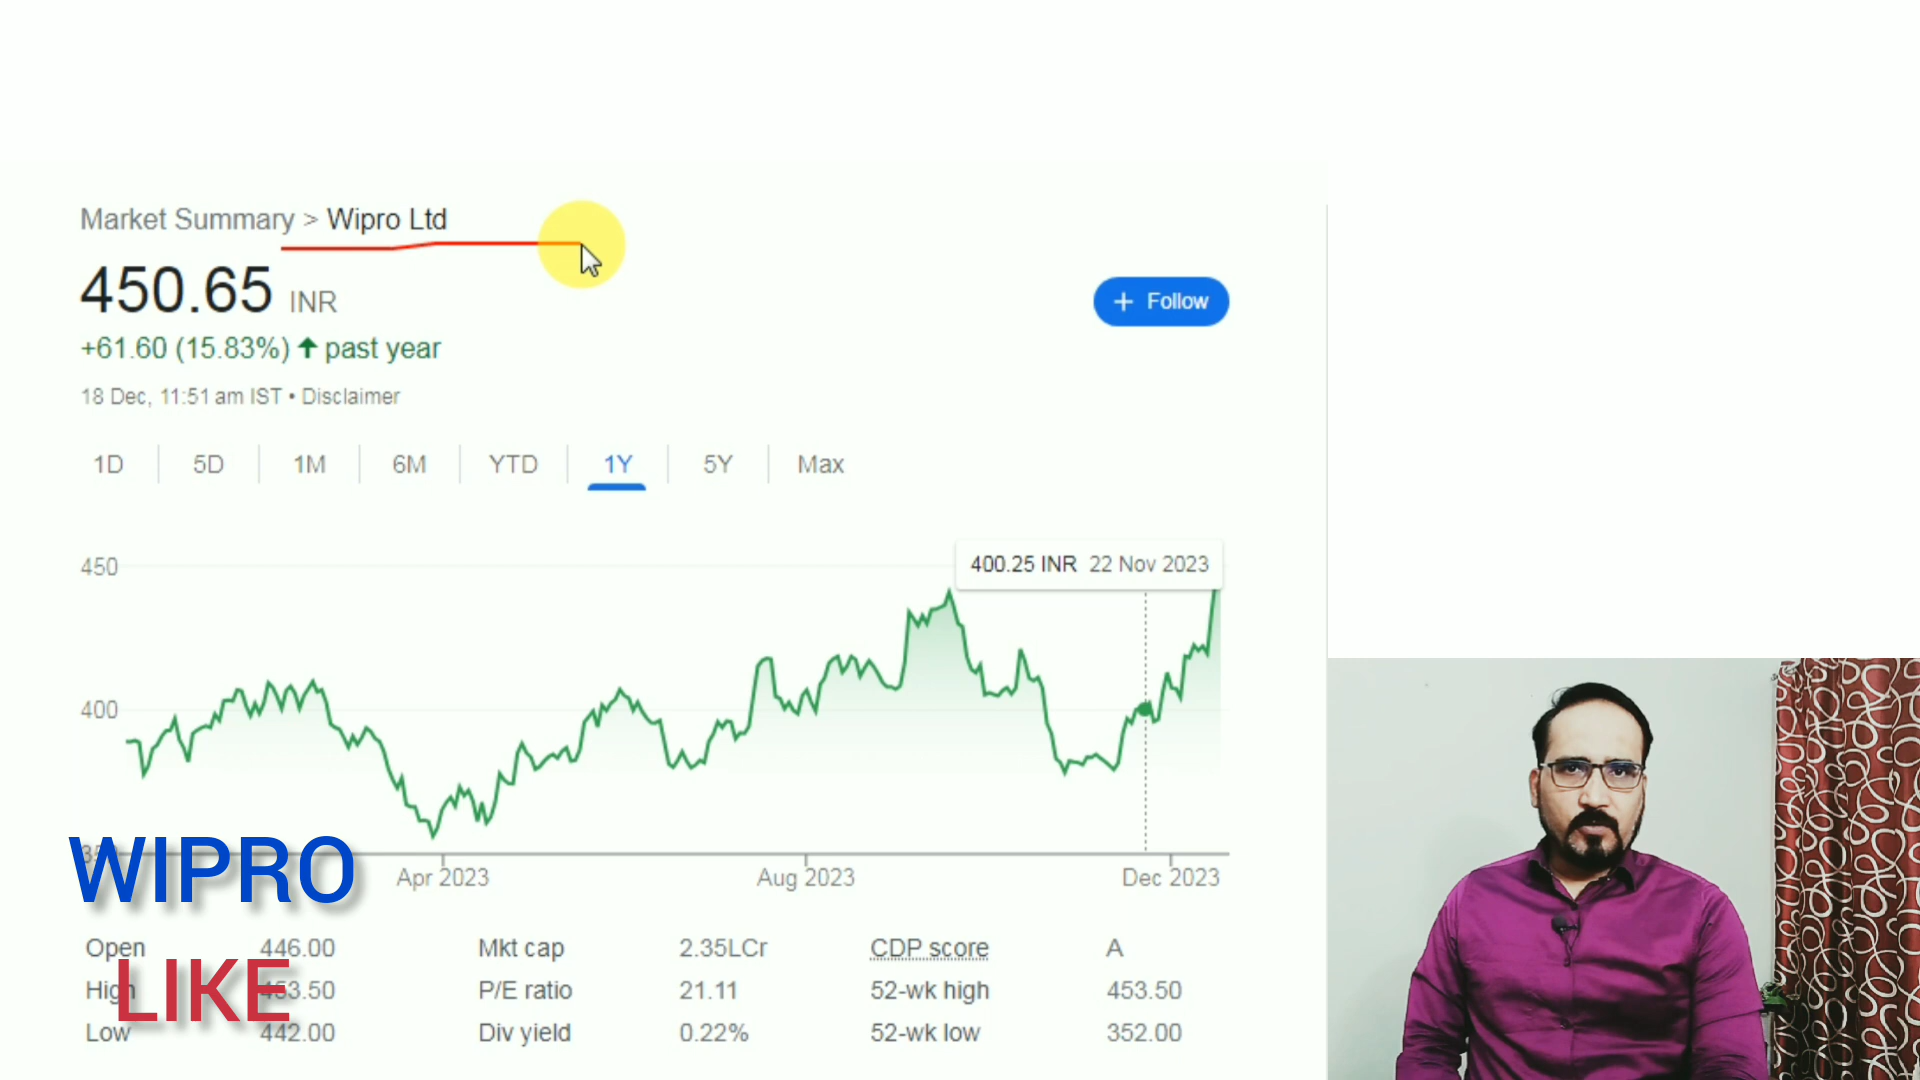 Market Summary > Wipro Ltd
450.65 INR
+ Follow
+61.60 (15.83%) ↑ past year
18 Dec, 11:51 am IST • Disclaimer
1D 5D 1M 6M YTD 1Y 5Y Max
450
400.25 INR 22 Nov 2023
400
WIPRO
Apr 2023 Aug 2023 Dec 2023
Open 446.00 Mkt cap 2.35LCr CDP score A
LIKE
High 453.50 P/E ratio 21.11 52-wk high 453.50
Low 442.00 Div yield 0.22% 52-wk low 352.00